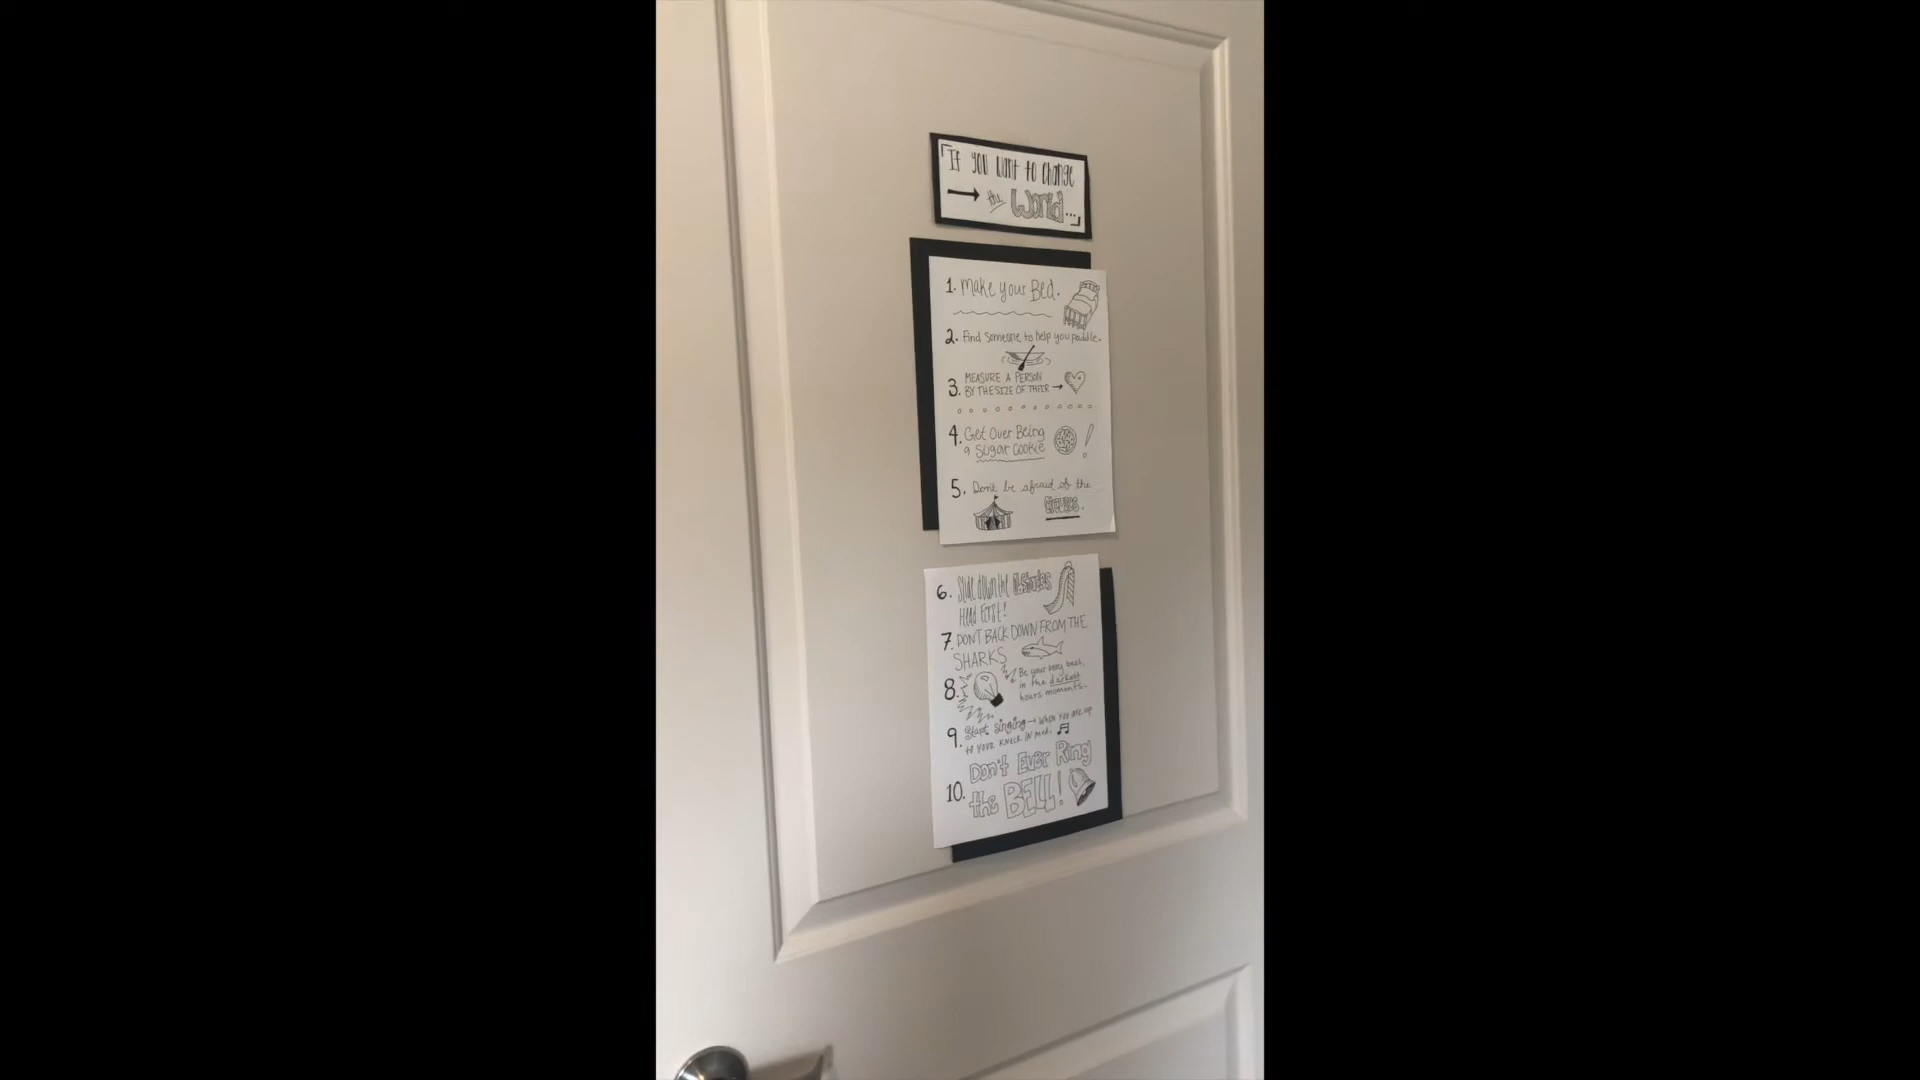 If you want to change
the World...
1. Make your Bed.
2. Find someone to help you paddle.
3. MEASURE A PERSON
BY THE SIZE OF THEIR
4. Get Over Being
a Sugar Cookie
!
5. Don't be afraid of the
Circuses.
6. Slide down the Obstacles
Head First!
7. DON'T BACK DOWN FROM THE
SHARKS
8. Be your very best,
in the darkest
hours moments.
9. Start singing → When you are up
to your KNECK IN mud.
10. Don't Ever Ring
the BELL!